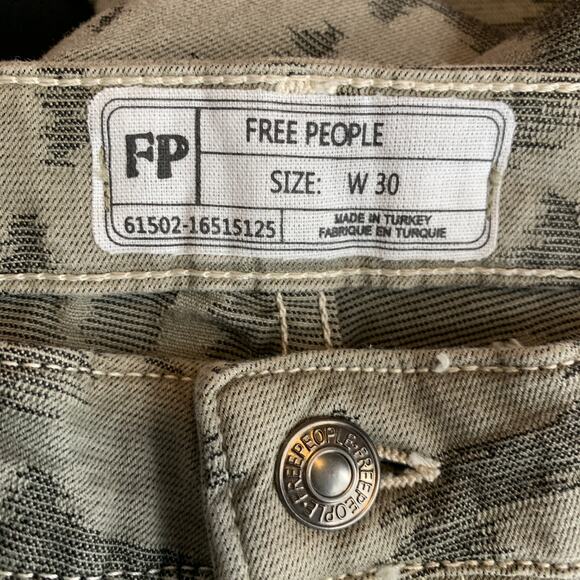 FP
FREE PEOPLE
SIZE: W 30
61502-16515125
MADE IN TURKEY
FABRIQUE EN TURQUIE
FREEPEOPLE·FREEPEOPLE·